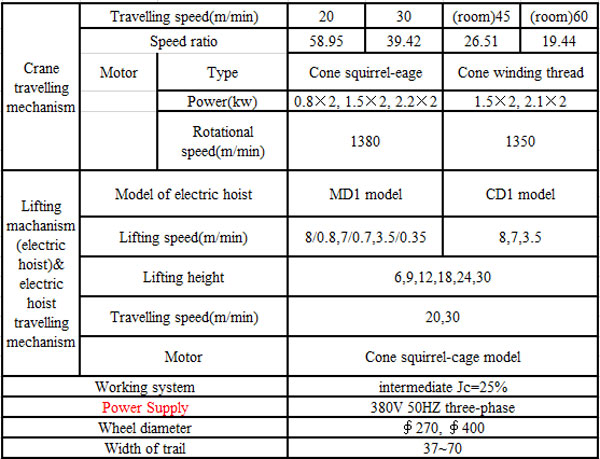 Travelling speed(m/min) 20 30 (room)45 (room)60
Speed ratio 58.95 39.42 26.51 19.44
Crane
travelling
mechanism
Motor Type Cone squirrel-eage Cone winding thread
Power(kw) 0.8×2, 1.5×2, 2.2×2 1.5×2, 2.1×2
Rotational
speed(m/min)
1380 1350
Lifting
machanism
(electric
hoist)&
electric
hoist
travelling
mechanism
Model of electric hoist MD1 model CD1 model
Lifting speed(m/min) 8/0.8,7/0.7,3.5/0.35 8,7,3.5
Lifting height 6,9,12,18,24,30
Travelling speed(m/min) 20,30
Motor Cone squirrel-cage model
Working system intermediate Jc=25%
Power Supply 380V 50HZ three-phase
Wheel diameter ∮270, ∮400
Width of trail 37~70